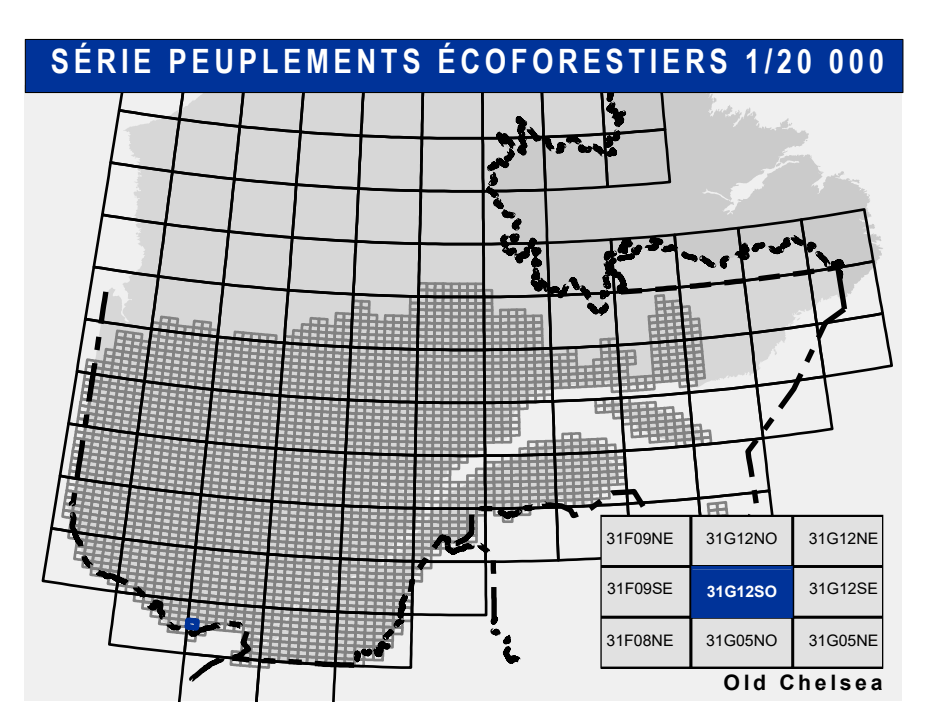 SÉRIE PEUPLEMENTS ÉCOFORESTIERS 1/20 000
31F09NE 31G12NO 31G12NE
31F09SE 31G12SO 31G12SE
31F08NE 31G05NO 31G05NE
Old Chelsea